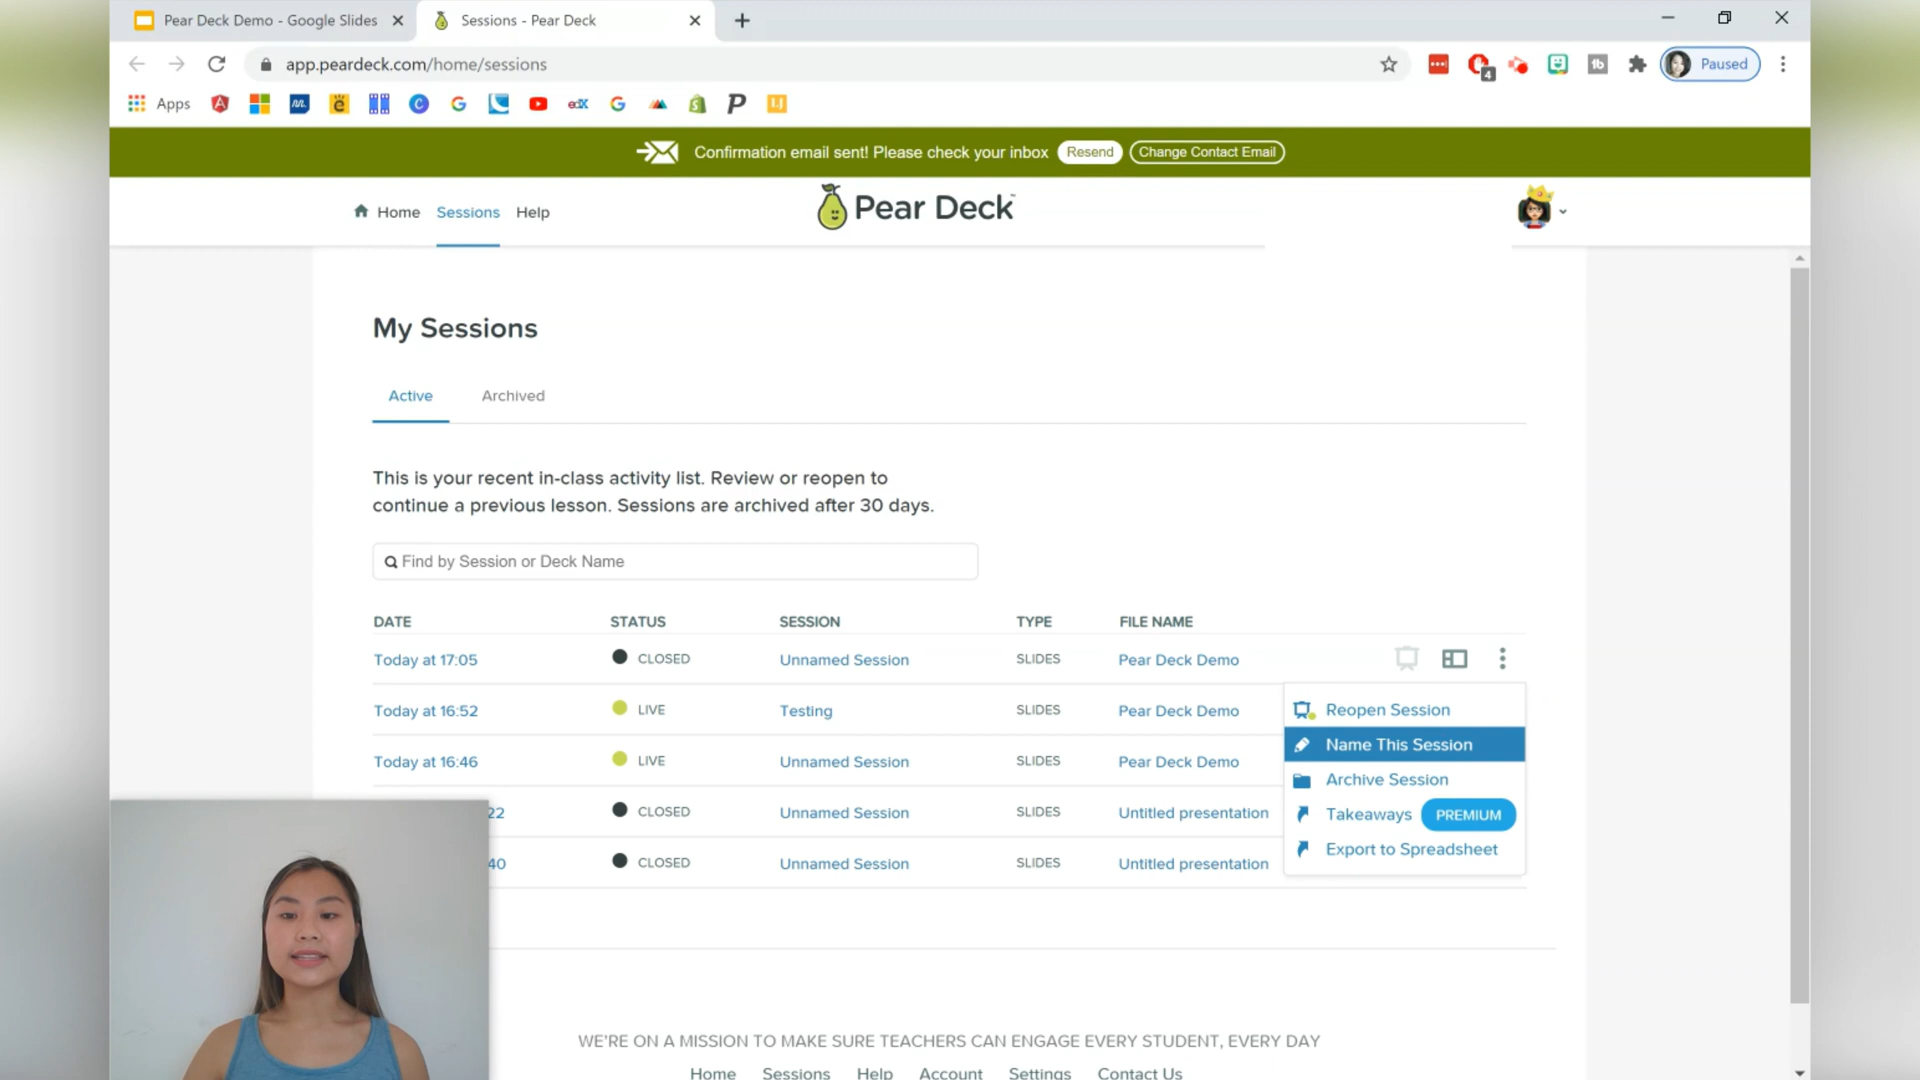 Pear Deck Demo - Google Slides
Sessions - Pear Deck
app.peardeck.com/home/sessions
4
tb
Paused
Apps
edX
Confirmation email sent! Please check your inbox Resend Change Contact Email
Home Sessions Help
Pear Deck
My Sessions
Active Archived
This is your recent in-class activity list. Review or reopen to
continue a previous lesson. Sessions are archived after 30 days.
Find by Session or Deck Name
DATE STATUS SESSION TYPE FILE NAME
Today at 17:05 CLOSED Unnamed Session SLIDES Pear Deck Demo
Today at 16:52 LIVE Testing SLIDES Pear Deck Demo
Today at 16:46 LIVE Unnamed Session SLIDES Pear Deck Demo
22 CLOSED Unnamed Session SLIDES Untitled presentation
40 CLOSED Unnamed Session SLIDES Untitled presentation
Reopen Session
Name This Session
Archive Session
Takeaways PREMIUM
Export to Spreadsheet
WE'RE ON A MISSION TO MAKE SURE TEACHERS CAN ENGAGE EVERY STUDENT, EVERY DAY
Home Sessions Help Account Settings Contact Us